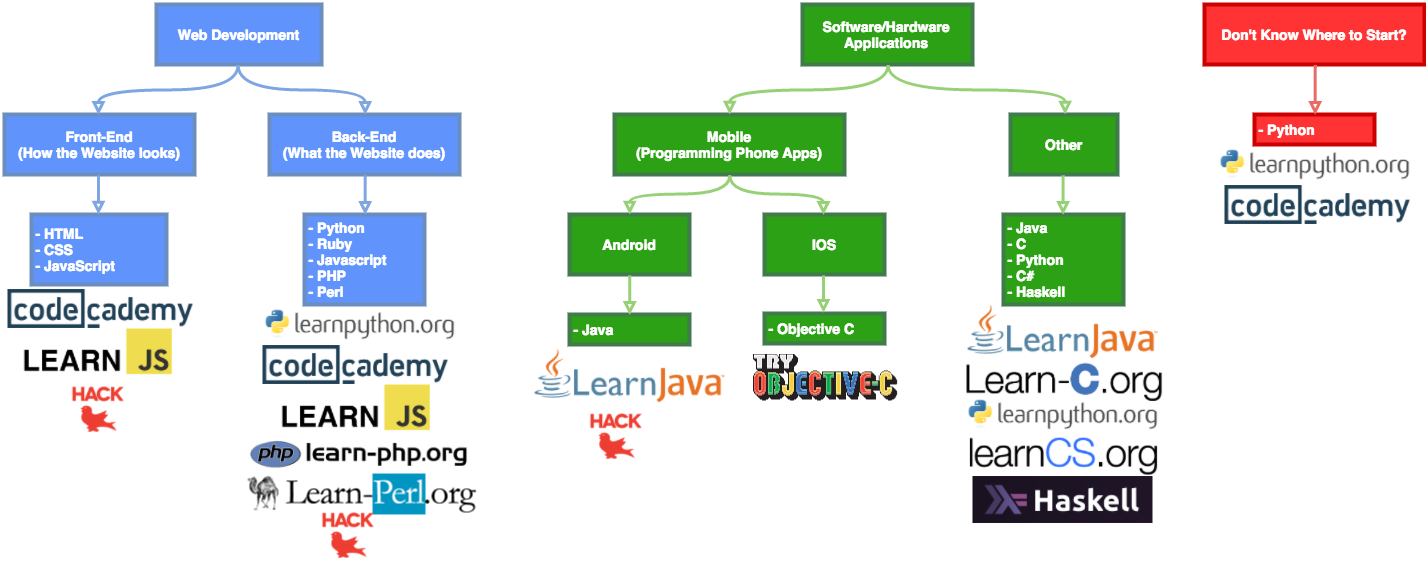 Web Development
Front-End
(How the Website looks)
- HTML
- CSS
- JavaScript
codecademy
LEARN JS
HACK
Back-End
(What the Website does)
- Python
- Ruby
- Javascript
- PHP
- Perl
learnpython.org
codecademy
LEARN JS
php learn-php.org
Learn-Perl.org
HACK
Software/Hardware
Applications
Mobile
(Programming Phone Apps)
Android
- Java
LearnJava
HACK
IOS
- Objective C
TRY
OBJECTIVE-C
Other
- Java
- C
- Python
- C#
- Haskell
LearnJava
Learn-C.org
learnpython.org
learnCS.org
Haskell
Don't Know Where to Start?
- Python
learnpython.org
codecademy